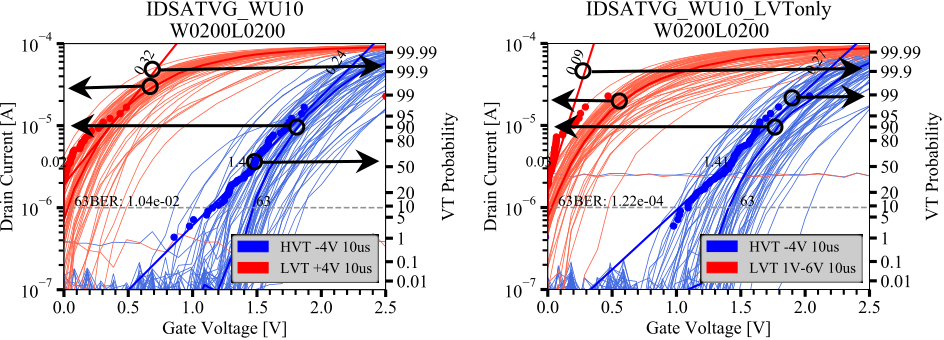 IDSATVG_WU10
W0200L0200
10⁻⁴
10⁻⁵
10⁻⁶
10⁻⁷
Drain Current [A]
0.32
0.24
0.02
1.4
63BER: 1.04e-02
63
HVT -4V 10us
LVT +4V 10us
0.0 0.5 1.0 1.5 2.0 2.5
Gate Voltage [V]
99.99
99.9
99
95
90
80
50
20
10
5
1
0.1
0.01
VT Probability
IDSATVG_WU10_LVTonly
W0200L0200
10⁻⁴
10⁻⁵
10⁻⁶
10⁻⁷
Drain Current [A]
0.09
0.27
1.41
63BER: 1.22e-04
63
HVT -4V 10us
LVT 1V-6V 10us
0.0 0.5 1.0 1.5 2.0 2.5
Gate Voltage [V]
99.99
99.9
99
95
90
80
50
20
10
5
1
0.1
0.01
VT Probability